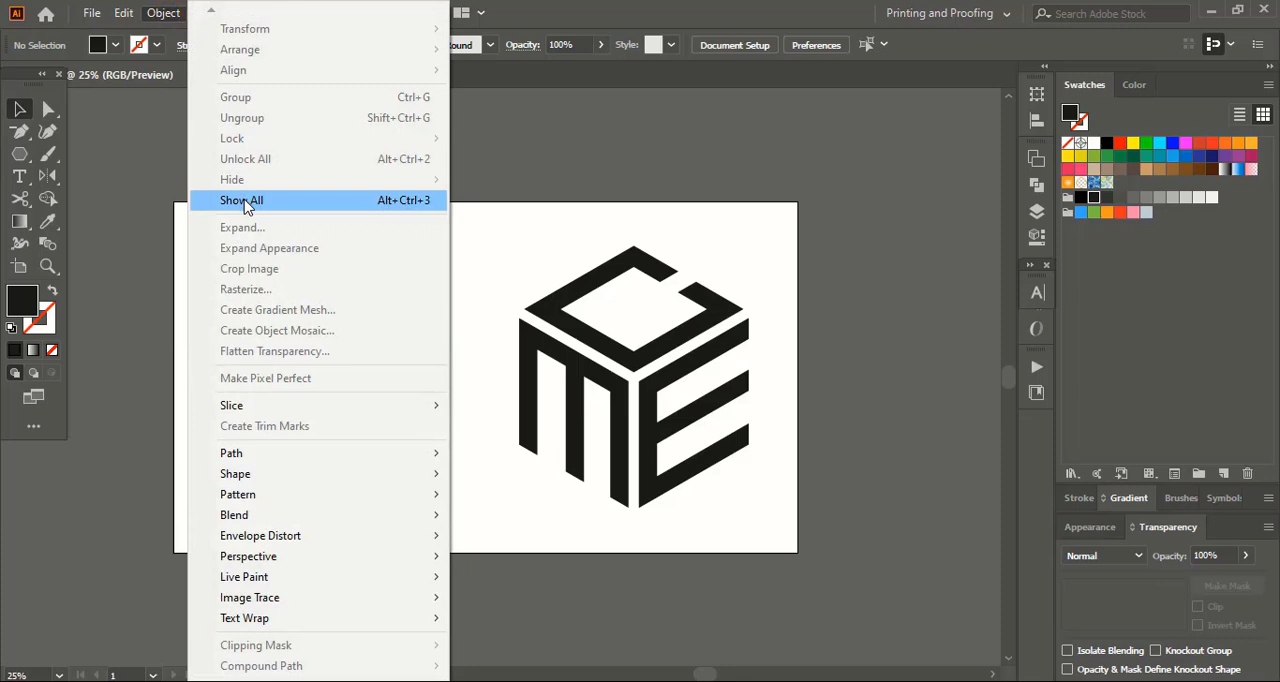 Ai File Edit Object Printing and Proofing Search Adobe Stock
No Selection Opacity: 100% Style: Document Setup Preferences
@ 25% (RGB/Preview)
Transform
Arrange
Align
Group Ctrl+G
Ungroup Shift+Ctrl+G
Lock
Unlock All Alt+Ctrl+2
Hide
Show All Alt+Ctrl+3
Expand...
Expand Appearance
Crop Image
Rasterize...
Create Gradient Mesh...
Create Object Mosaic...
Flatten Transparency...
Make Pixel Perfect
Slice
Create Trim Marks
Path
Shape
Pattern
Blend
Envelope Distort
Perspective
Live Paint
Image Trace
Text Wrap
Clipping Mask
Compound Path
ME
Swatches Color
Stroke Gradient Brushes Symbol:
Appearance Transparency
Normal Opacity: 100%
Make Mask
Clip
Invert Mask
Isolate Blending Knockout Group
Opacity & Mask Define Knockout Shape
25% 1